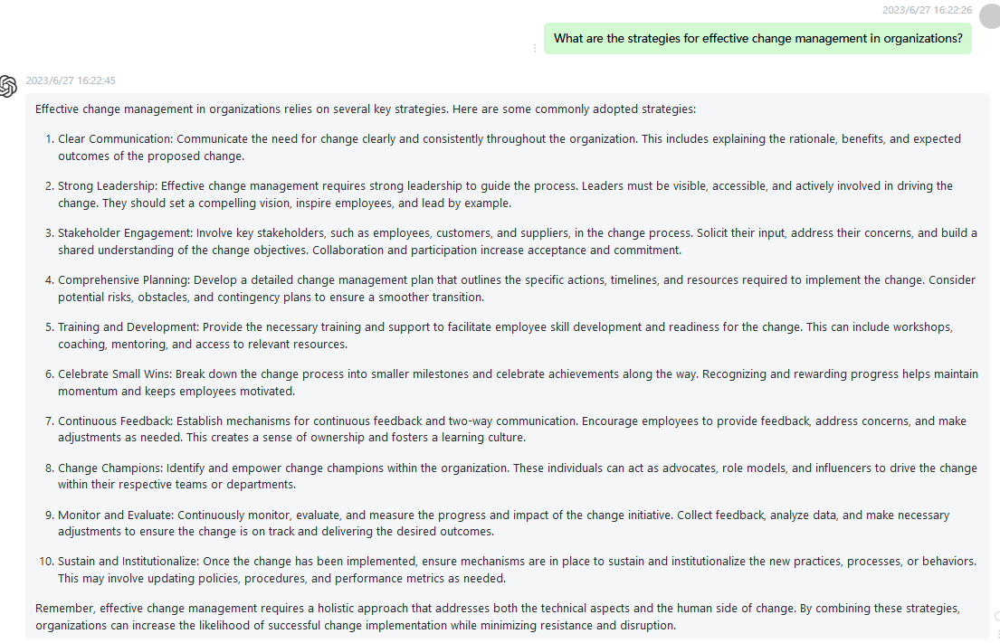 2023/6/27 16:22:26
What are the strategies for effective change management in organizations?
2023/6/27 16:22:45
Effective change management in organizations relies on several key strategies. Here are some commonly adopted strategies:
1. Clear Communication: Communicate the need for change clearly and consistently throughout the organization. This includes explaining the rationale, benefits, and expected
outcomes of the proposed change.
2. Strong Leadership: Effective change management requires strong leadership to guide the process. Leaders must be visible, accessible, and actively involved in driving the
change. They should set a compelling vision, inspire employees, and lead by example.
3. Stakeholder Engagement: Involve key stakeholders, such as employees, customers, and suppliers, in the change process. Solicit their input, address their concerns, and build a
shared understanding of the change objectives. Collaboration and participation increase acceptance and commitment.
4. Comprehensive Planning: Develop a detailed change management plan that outlines the specific actions, timelines, and resources required to implement the change. Consider
potential risks, obstacles, and contingency plans to ensure a smoother transition.
5. Training and Development: Provide the necessary training and support to facilitate employee skill development and readiness for the change. This can include workshops,
coaching, mentoring, and access to relevant resources.
6. Celebrate Small Wins: Break down the change process into smaller milestones and celebrate achievements along the way. Recognizing and rewarding progress helps maintain
momentum and keeps employees motivated.
7. Continuous Feedback: Establish mechanisms for continuous feedback and two-way communication. Encourage employees to provide feedback, address concerns, and make
adjustments as needed. This creates a sense of ownership and fosters a learning culture.
8. Change Champions: Identify and empower change champions within the organization. These individuals can act as advocates, role models, and influencers to drive the change
within their respective teams or departments.
9. Monitor and Evaluate: Continuously monitor, evaluate, and measure the progress and impact of the change initiative. Collect feedback, analyze data, and make necessary
adjustments to ensure the change is on track and delivering the desired outcomes.
10. Sustain and Institutionalize: Once the change has been implemented, ensure mechanisms are in place to sustain and institutionalize the new practices, processes, or behaviors.
This may involve updating policies, procedures, and performance metrics as needed.
Remember, effective change management requires a holistic approach that addresses both the technical aspects and the human side of change. By combining these strategies,
organizations can increase the likelihood of successful change implementation while minimizing resistance and disruption.